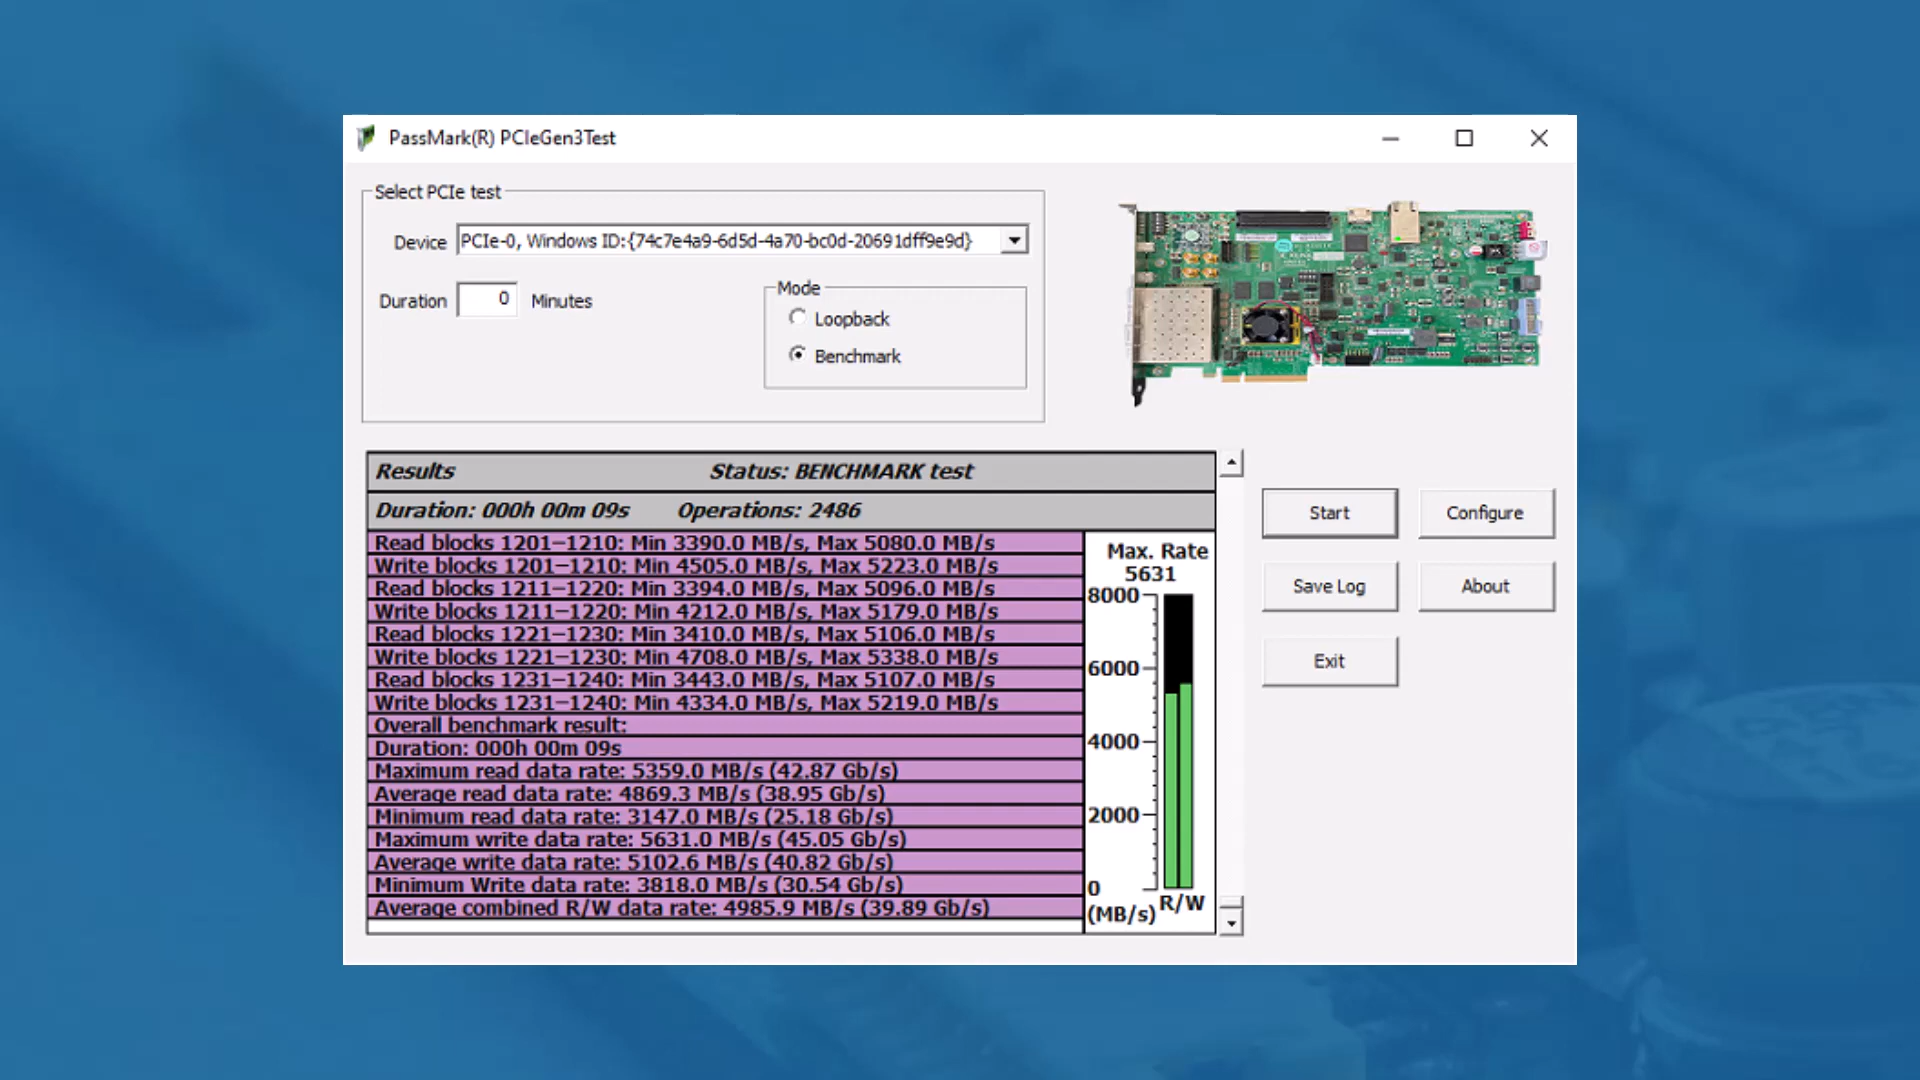 PassMark(R) PCIeGen3Test
Select PCIe test
Device PCIe-0, Windows ID:{74c7e4a9-6d5d-4a70-bc0d-20691dff9e9d}
Duration 0 Minutes
Mode
Loopback
Benchmark
Results Status: BENCHMARK test
Duration: 000h 00m 09s Operations: 2486
Read blocks 1201-1210: Min 3390.0 MB/s, Max 5080.0 MB/s
Write blocks 1201-1210: Min 4505.0 MB/s, Max 5223.0 MB/s
Read blocks 1211-1220: Min 3394.0 MB/s, Max 5096.0 MB/s
Write blocks 1211-1220: Min 4212.0 MB/s, Max 5179.0 MB/s
Read blocks 1221-1230: Min 3410.0 MB/s, Max 5106.0 MB/s
Write blocks 1221-1230: Min 4708.0 MB/s, Max 5338.0 MB/s
Read blocks 1231-1240: Min 3443.0 MB/s, Max 5107.0 MB/s
Write blocks 1231-1240: Min 4334.0 MB/s, Max 5219.0 MB/s
Overall benchmark result:
Duration: 000h 00m 09s
Maximum read data rate: 5359.0 MB/s (42.87 Gb/s)
Average read data rate: 4869.3 MB/s (38.95 Gb/s)
Minimum read data rate: 3147.0 MB/s (25.18 Gb/s)
Maximum write data rate: 5631.0 MB/s (45.05 Gb/s)
Average write data rate: 5102.6 MB/s (40.82 Gb/s)
Minimum Write data rate: 3818.0 MB/s (30.54 Gb/s)
Average combined R/W data rate: 4985.9 MB/s (39.89 Gb/s)
Max. Rate
5631
8000
6000
4000
2000
0
(MB/s) R/W
Start
Configure
Save Log
About
Exit